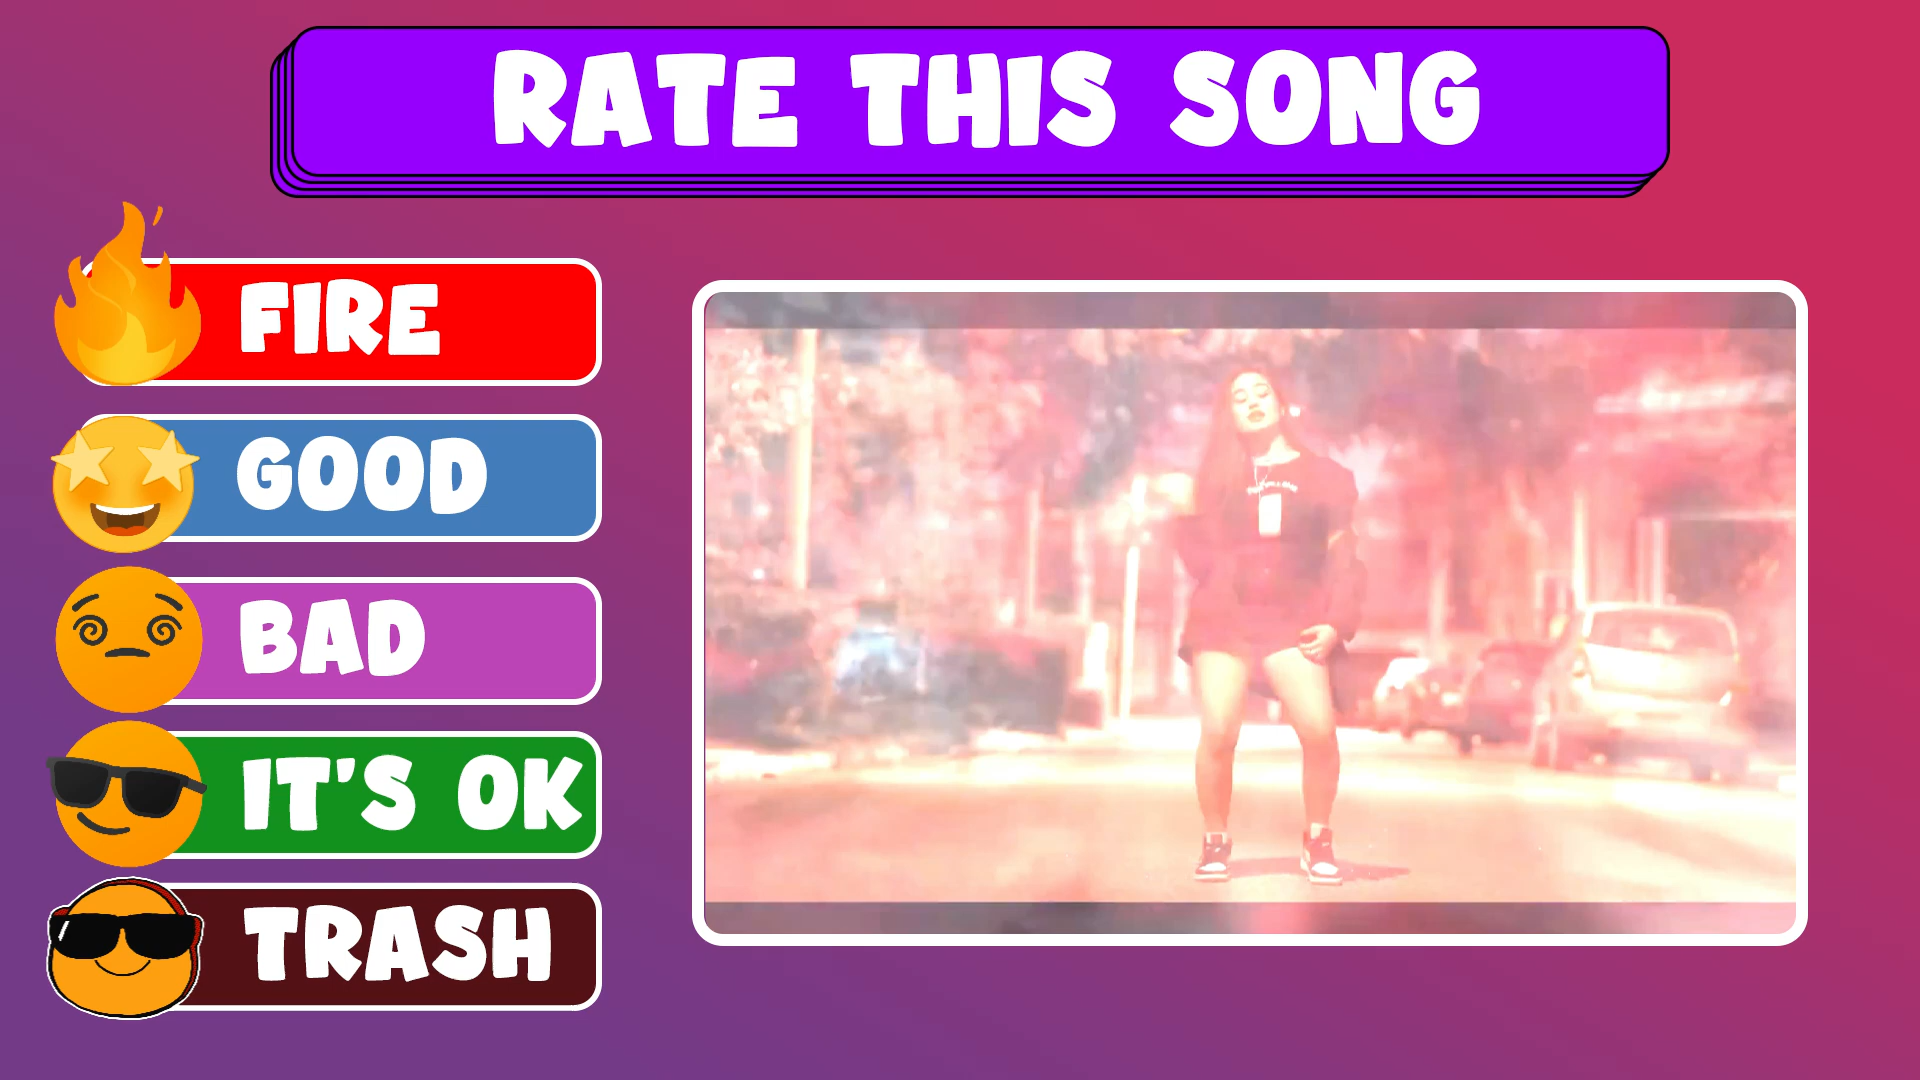 RATE THIS SONG
FIRE
GOOD
BAD
IT'S OK
TRASH